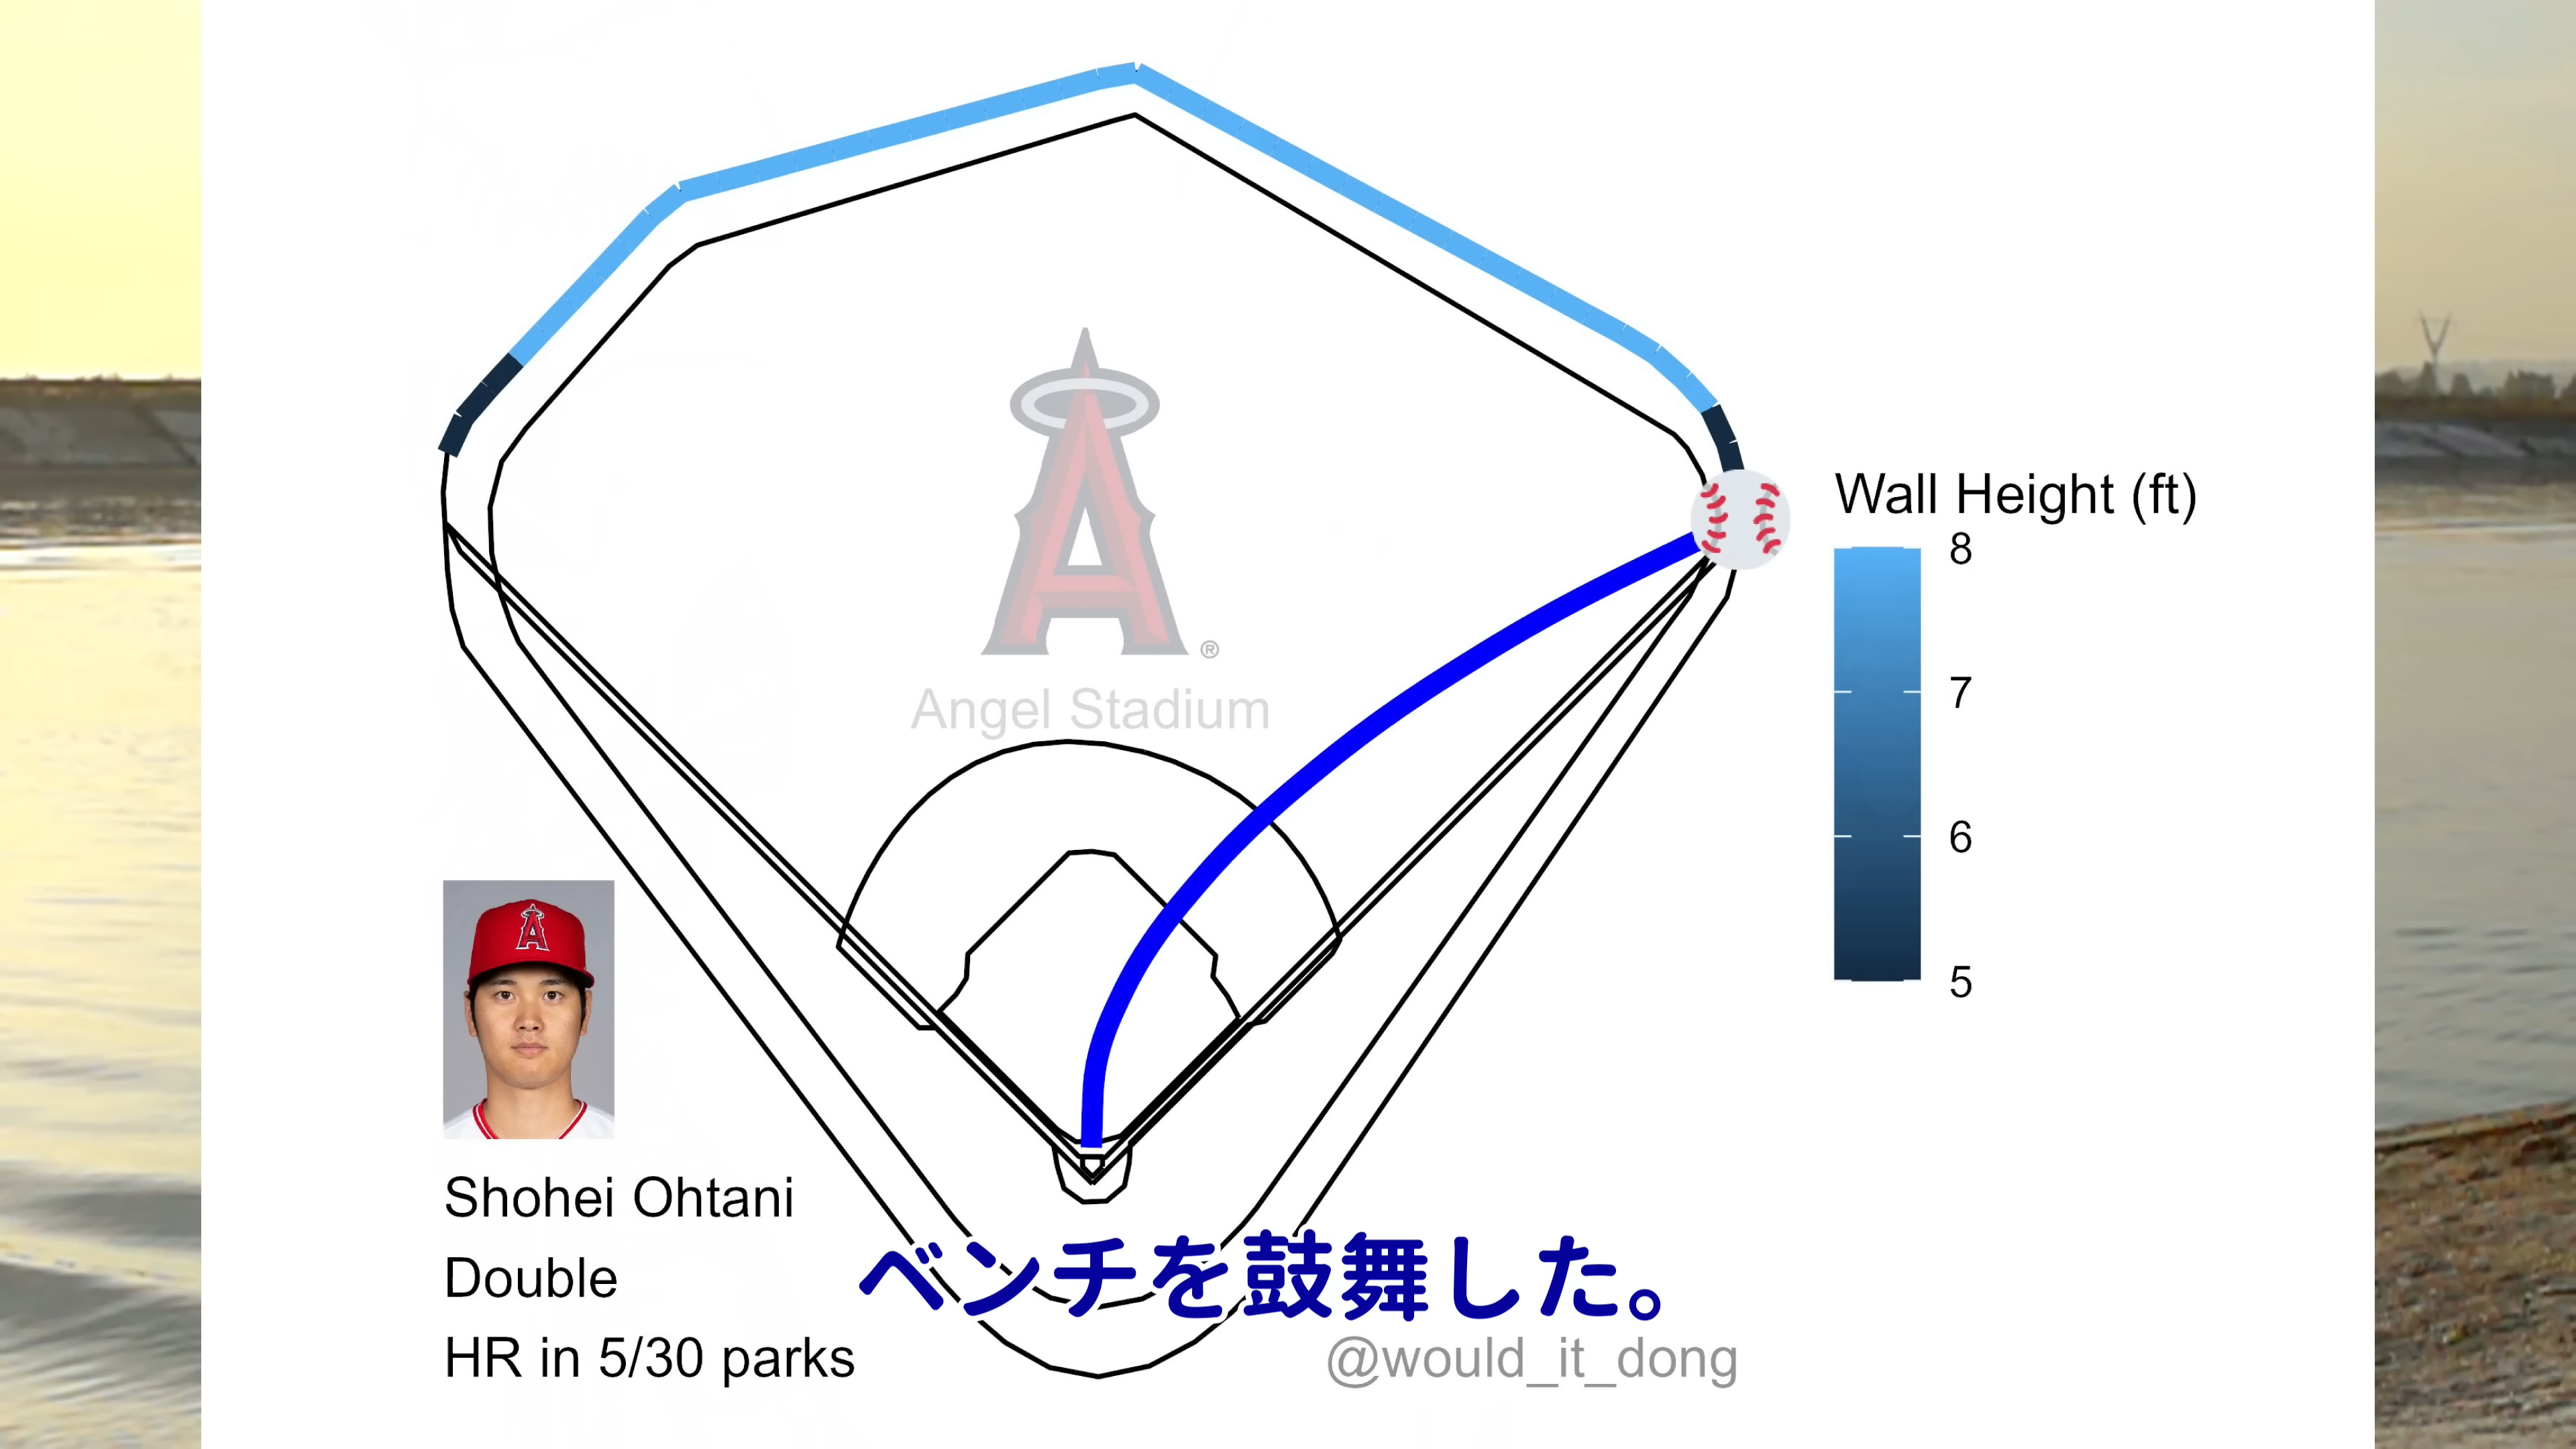 A
®
Angel Stadium
Wall Height (ft)
8
7
6
5
A
Shohei Ohtani
Double
HR in 5/30 parks
ベンチを鼓舞した。
@would_it_dong